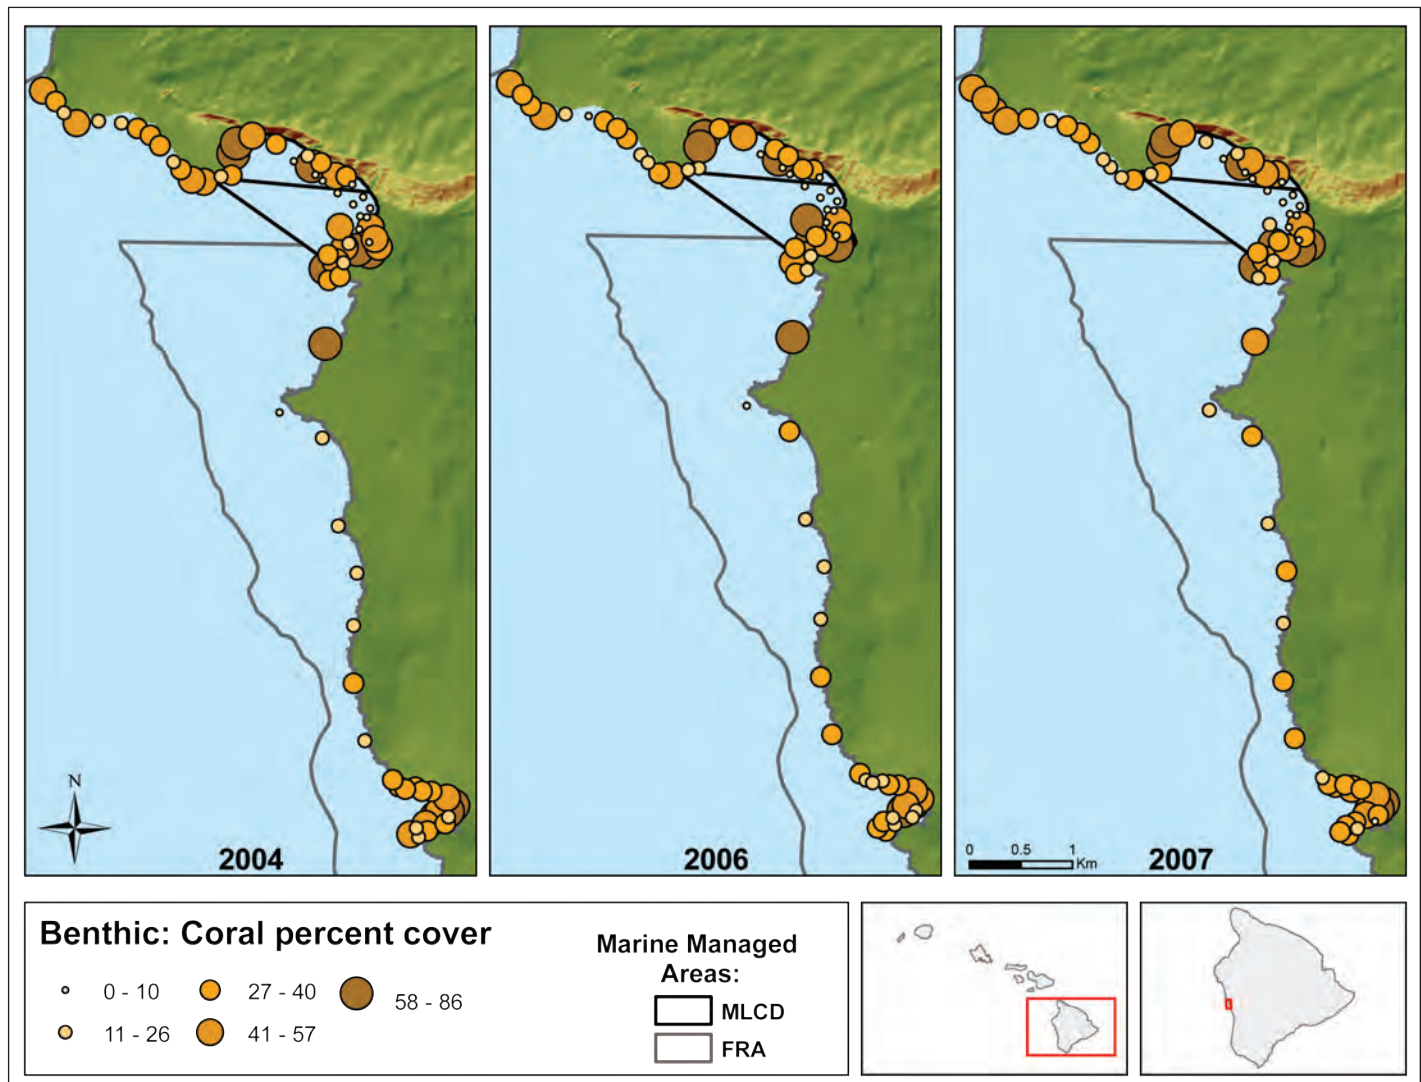 N
2004
2006
0 0.5 1
Km
2007
Benthic: Coral percent cover
0 - 10
27 - 40
58 - 86
11 - 26
41 - 57
Marine Managed
Areas:
MLCD
FRA